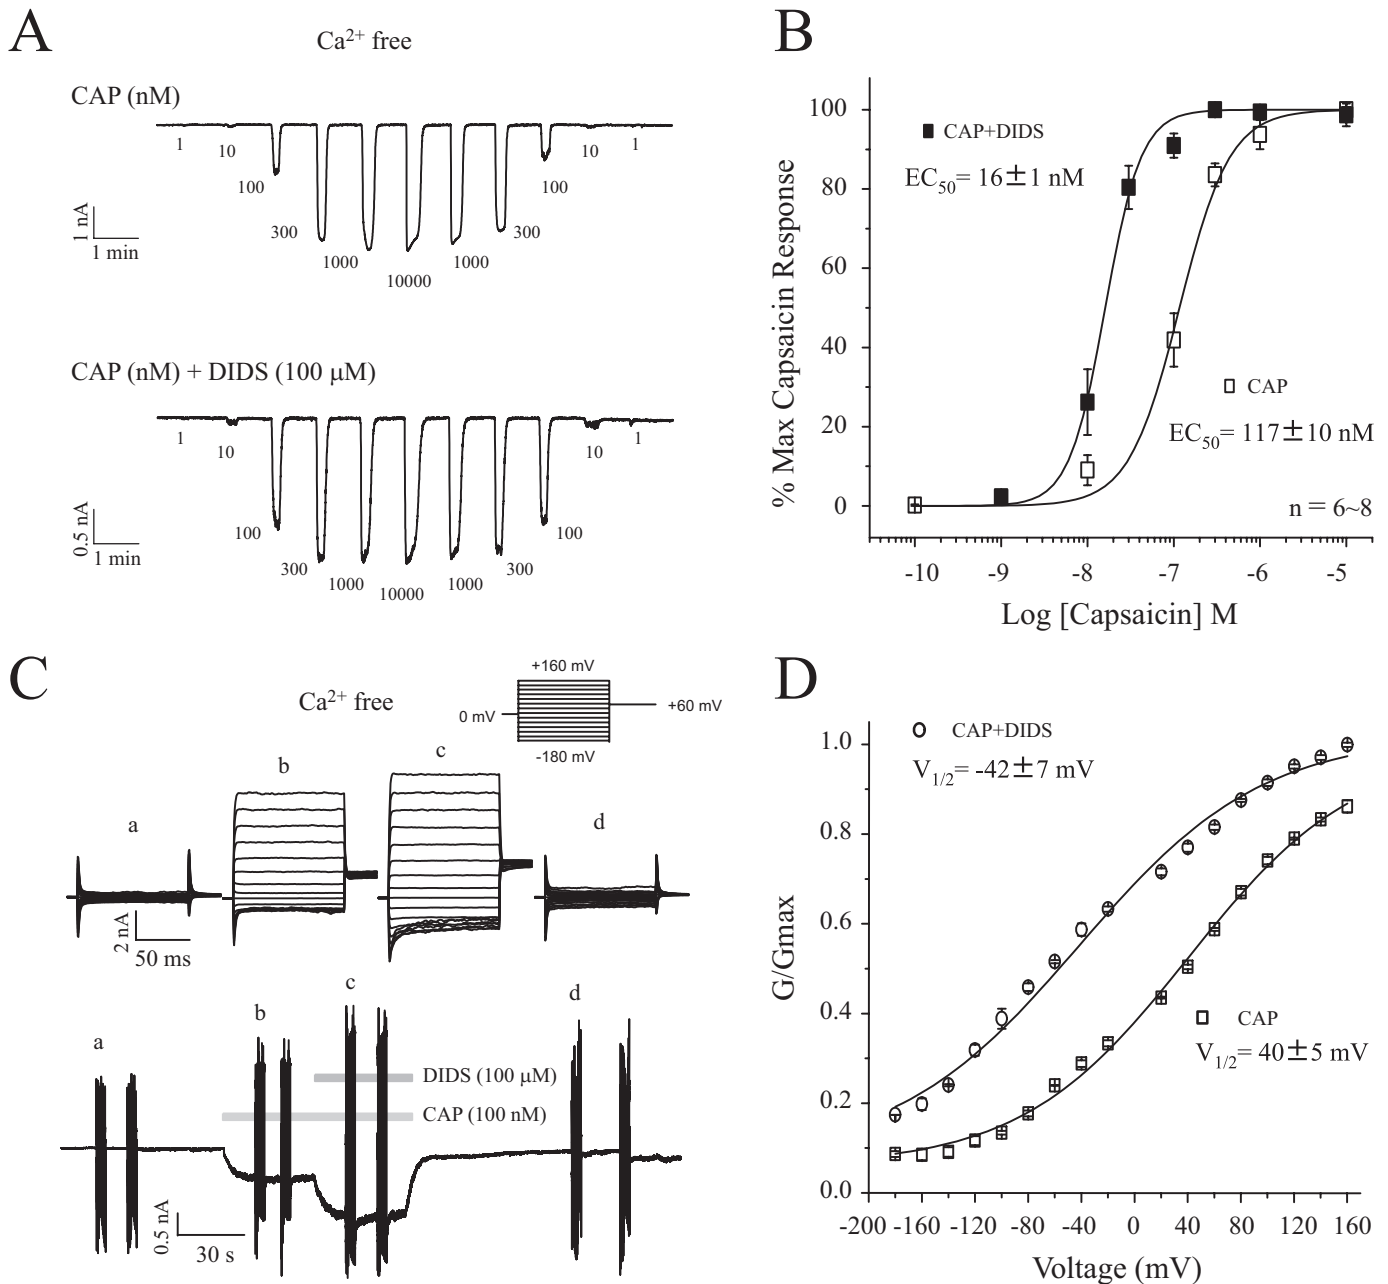 A
Ca²⁺ free
CAP (nM)
1
10
100
300
1000
10000
1000
300
100
10
1
1 nA
1 min
CAP (nM) + DIDS (100 μM)
1
10
100
300
1000
10000
1000
300
100
10
1
0.5 nA
1 min
B
% Max Capsaicin Response
100
80
60
40
20
0
CAP+DIDS
EC₅₀= 16±1 nM
CAP
EC₅₀= 117±10 nM
n = 6~8
-10 -9 -8 -7 -6 -5
Log [Capsaicin] M
C
Ca²⁺ free
+160 mV
0 mV
+60 mV
-180 mV
a
b
c
d
2 nA
50 ms
a
b
c
d
DIDS (100 μM)
CAP (100 nM)
0.5 nA
30 s
D
G/Gmax
1.0
0.8
0.6
0.4
0.2
0.0
CAP+DIDS
V₁/₂= -42±7 mV
CAP
V₁/₂= 40±5 mV
-200 -160 -120 -80 -40 0 40 80 120 160
Voltage (mV)